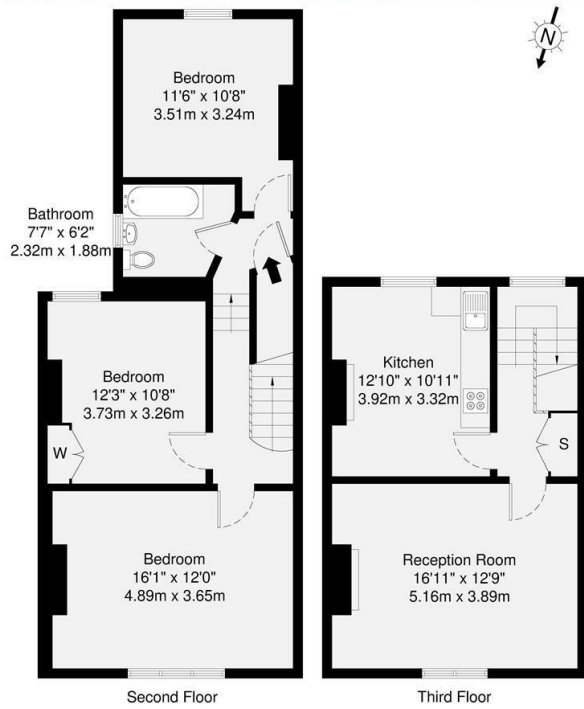 N
Bedroom
11'6" x 10'8"
3.51m x 3.24m
Bathroom
7'7" x 6'2"
2.32m x 1.88m
Bedroom
12'3" x 10'8"
3.73m x 3.26m
W
Bedroom
16'1" x 12'0"
4.89m x 3.65m
Second Floor
Kitchen
12'10" x 10'11"
3.92m x 3.32m
S
Reception Room
16'11" x 12'9"
5.16m x 3.89m
Third Floor